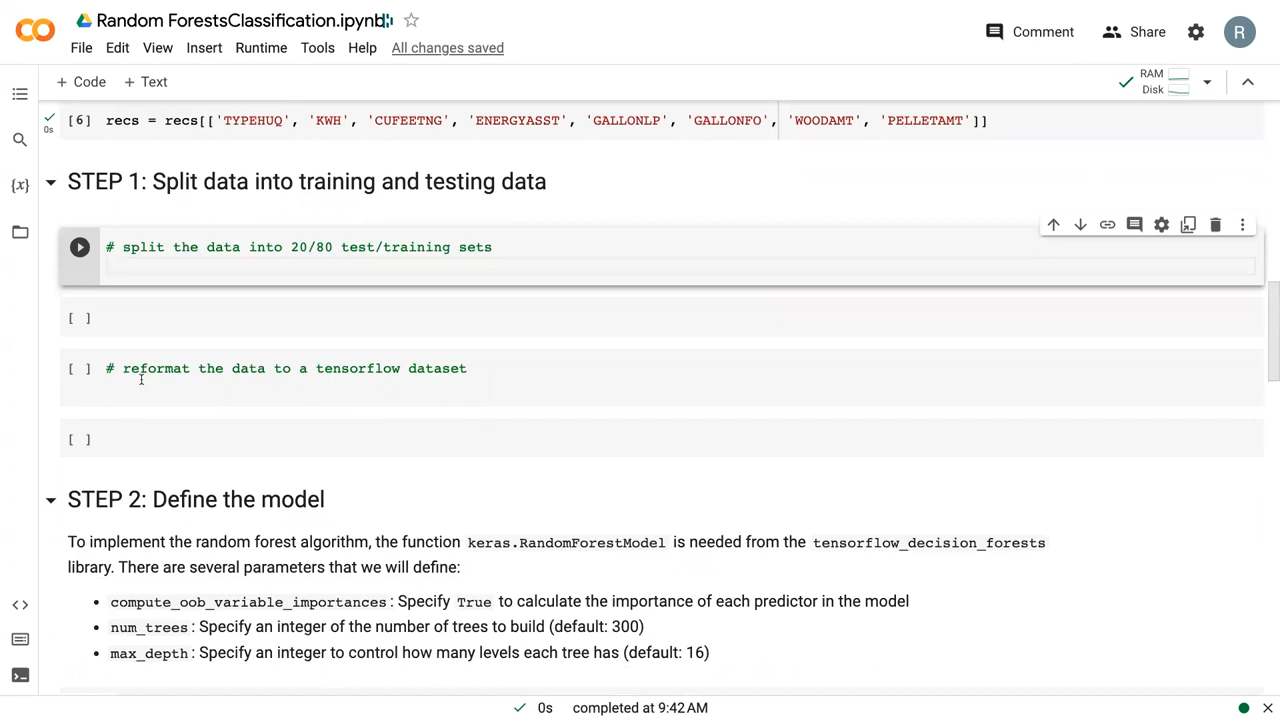 Random ForestsClassification.ipynb
File Edit View Insert Runtime Tools Help All changes saved
Comment Share R
+ Code + Text
RAM
Disk
[6] recs = recs[['TYPEHUQ', 'KWH', 'CUFEETNG', 'ENERGYASST', 'GALLONLP', 'GALLONFO', 'WOODAMT', 'PELLETAMT']]
0s
STEP 1: Split data into training and testing data
# split the data into 20/80 test/training sets
[ ]
[ ] # reformat the data to a tensorflow dataset
[ ]
STEP 2: Define the model
To implement the random forest algorithm, the function keras.RandomForestModel is needed from the tensorflow_decision_forests
library. There are several parameters that we will define:
• compute_oob_variable_importances: Specify True to calculate the importance of each predictor in the model
• num_trees: Specify an integer of the number of trees to build (default: 300)
• max_depth: Specify an integer to control how many levels each tree has (default: 16)
0s completed at 9:42 AM